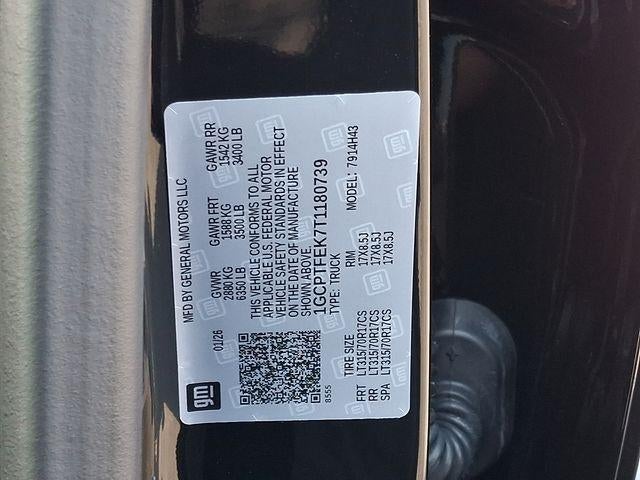 gm
MFD BY GENERAL MOTORS LLC
01/26
GVWR GAWR FRT GAWR RR
2880KG 1588 KG 1542 KG
6350 LB 3500 LB 3400 LB
THIS VEHICLE CONFORMS TO ALL
APPLICABLE U.S. FEDERAL MOTOR
VEHICLE SAFETY STANDARDS IN EFFECT
ON THE DATE OF MANUFACTURE
SHOWN ABOVE.
1GCPTFEK7T1180739
TYPE: TRUCK MODEL: 7914H43
8555
TIRE SIZE RIM
FRT LT315/70R17CS 17X8.5J
RR LT315/70R17CS 17X8.5J
SPA LT315/70R17CS 17X8.5J